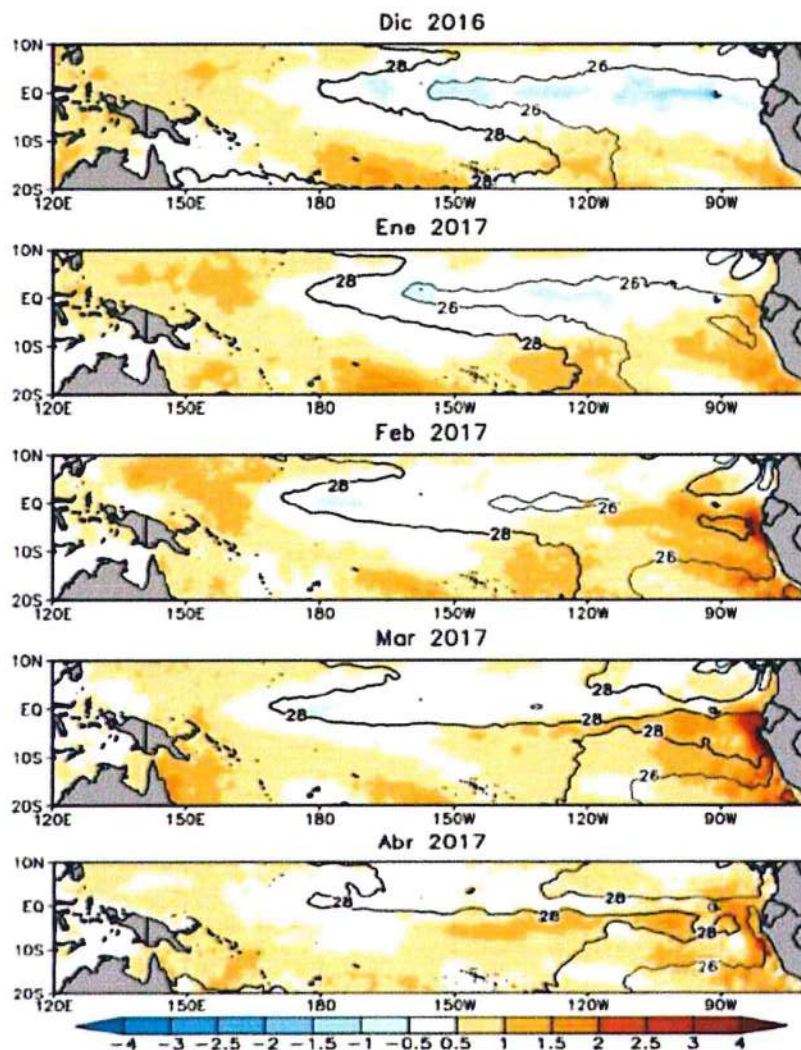 Dic 2016
10N
28
26
EQ
26
10S
28
28
20S
120E 150E 180 150W 120W 90W
Ene 2017
10N
28
26
EQ
26
10S
28
20S
120E 150E 180 150W 120W 90W
Feb 2017
10N
28
EQ
26
10S
28
26
20S
120E 150E 180 150W 120W 90W
Mar 2017
10N
28
EQ
28
28
28
10S
26
20S
120E 150E 180 150W 120W 90W
Abr 2017
10N
28
EQ
28
28
28
10S
26
20S
120E 150E 180 150W 120W 90W
-4 -3 -2.5 -2 -1.5 -1 -0.5 0.5 1 1.5 2 2.5 3 4